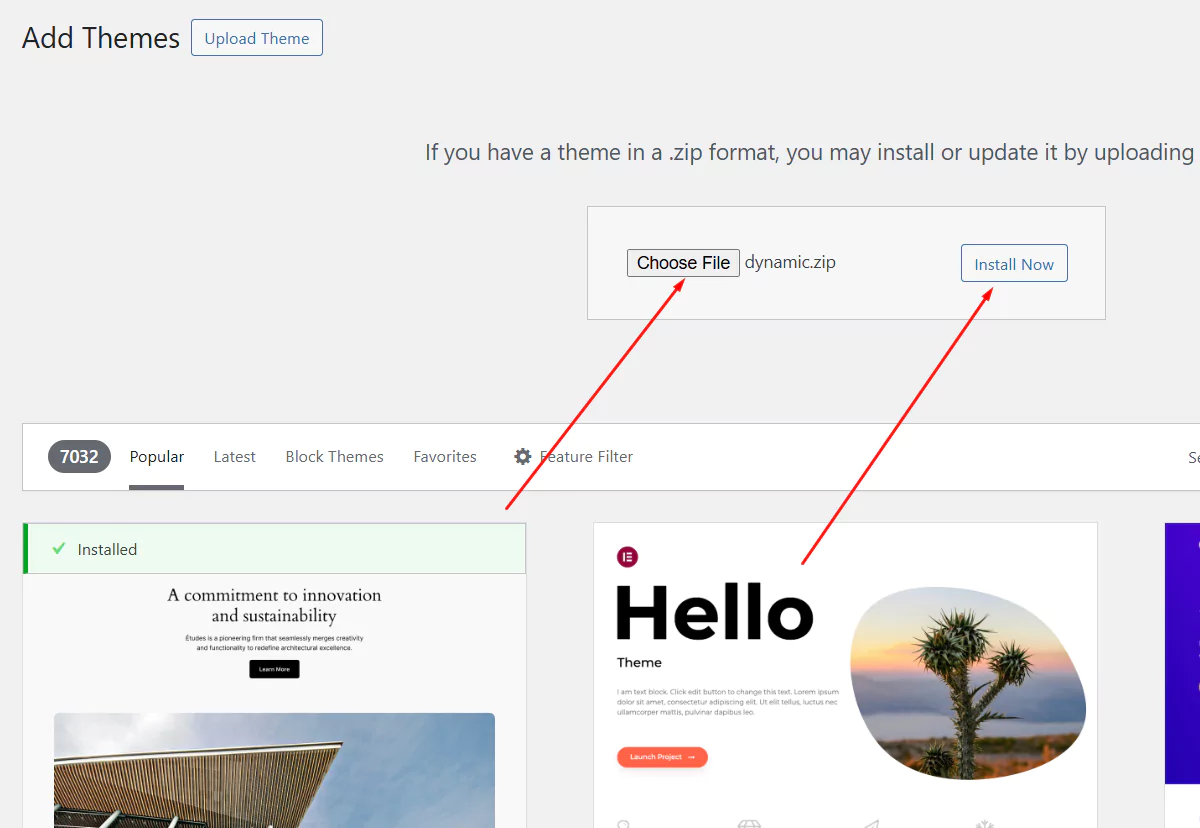 Add Themes Upload Theme
If you have a theme in a .zip format, you may install or update it by uploading
Choose File dynamic.zip Install Now
7032 Popular Latest Block Themes Favorites Feature Filter
Installed
A commitment to innovation
and sustainability
Études is a pioneering firm that seamlessly merges creativity
and functionality to redefine architectural excellence.
Learn More
Hello
Theme
I am text block. Click edit button to change this text. Lorem ipsum
dolor sit amet, consectetur adipiscing elit. Ut elit tellus, luctus nec
ullamcorper mattis, pulvinar dapibus leo.
Launch Project →